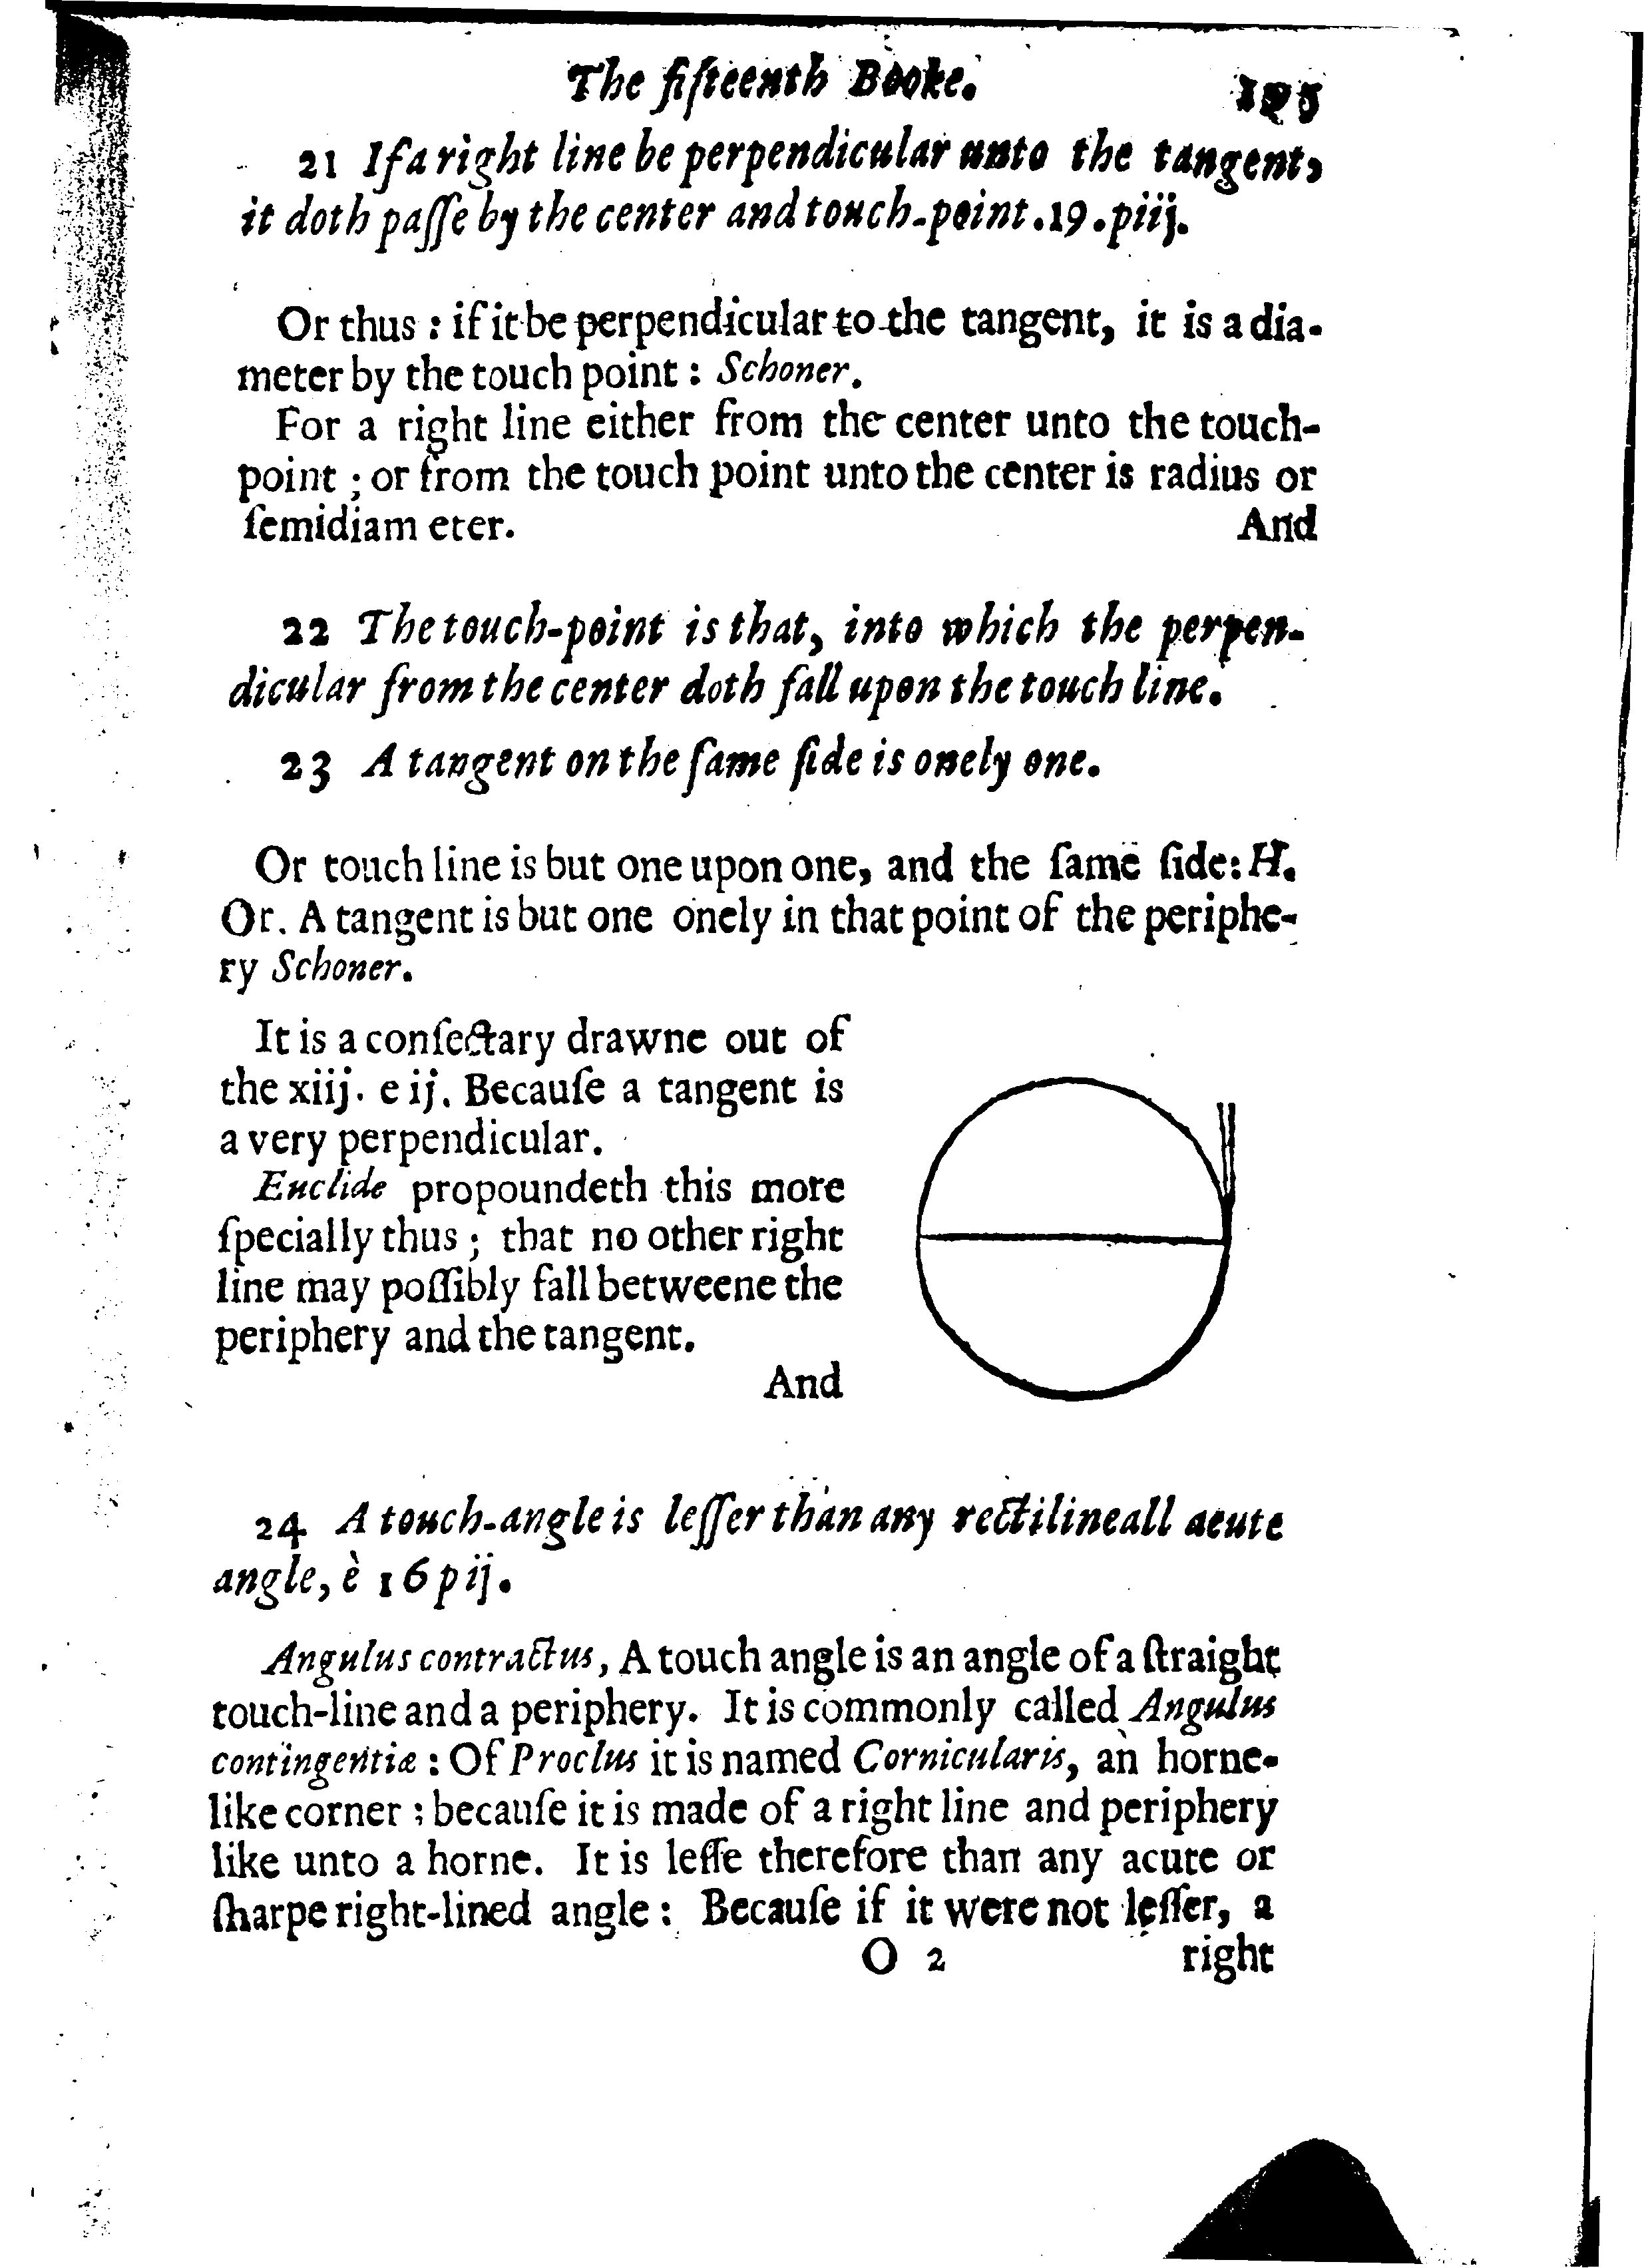 The fifteenth Booke. 195
21 If a right line be perpendicular unto the tangent,
it doth paſſe by the center and touch-point. 19. piij.
Or thus: if it be perpendicular to the tangent, it is a dia-
meter by the touch point: Schoner.
For a right line either from the center unto the touch-
point; or from the touch point unto the center is radius or
ſemidiam eter. And
22 The touch-point is that, into which the perpen-
dicular from the center doth fall upon the touch line.
23 A tangent on the ſame ſide is onely one.
Or touch line is but one upon one, and the ſame ſide: H.
Or. A tangent is but one onely in that point of the periphe-
ry Schoner.
It is a conſectary drawne out of
the xiij. e ij. Becauſe a tangent is
a very perpendicular.
Euclide propoundeth this more
ſpecially thus; that no other right
line may poſſibly fall betweene the
periphery and the tangent.
And
24 A touch-angle is leſſer than any rectilineall acute
angle, è 16 p ij.
Angulus contractus, A touch angle is an angle of a ſtraight
touch-line and a periphery. It is commonly called Angulus
contingentiæ: Of Proclus it is named Cornicularis, an horne-
like corner; becauſe it is made of a right line and periphery
like unto a horne. It is leſſe therefore than any acute or
ſharpe right-lined angle: Becauſe if it were not leſſer, a
O 2 right